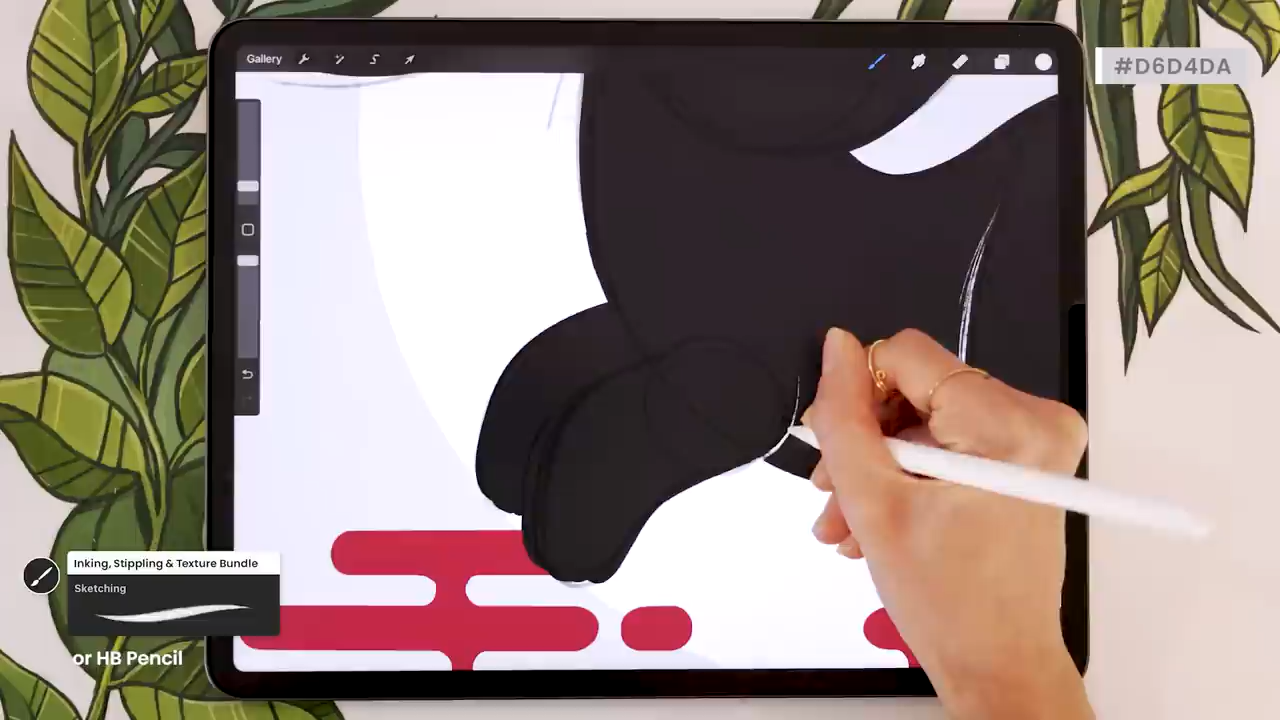 Gallery
#D6D4DA
Inking, Stippling & Texture Bundle
Sketching
or HB Pencil